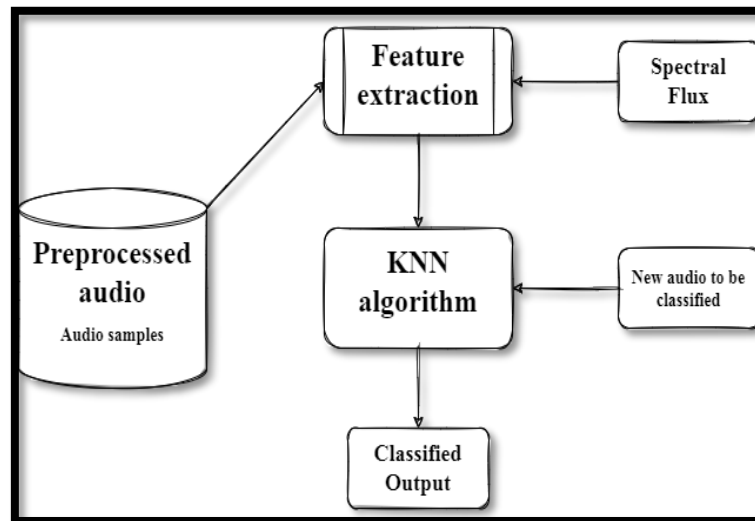 Feature
extraction
Spectral
Flux
Preprocessed
audio
Audio samples
KNN
algorithm
New audio to be
classified
Classified
Output